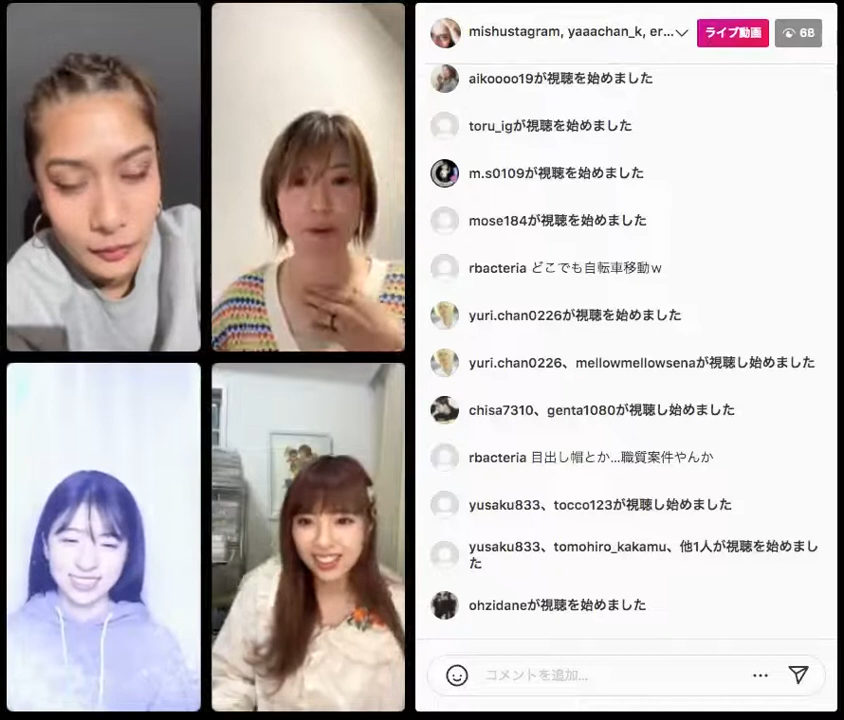 mishustagram, yaaachan_k, er...
ライブ動画
68
aikoooo19が視聴を始めました
toru_igが視聴を始めました
m.s0109が視聴を始めました
mose184が視聴を始めました
rbacteria どこでも自転車移動w
yuri.chan0226が視聴を始めました
yuri.chan0226、mellowmellowsenaが視聴し始めました
chisa7310、genta1080が視聴し始めました
rbacteria 目出し帽とか...職質案件やんか
yusaku833、tocco123が視聴し始めました
yusaku833、tomohiro_kakamu、他1人が視聴を始めまし
た
ohzidaneが視聴を始めました
コメントを追加...